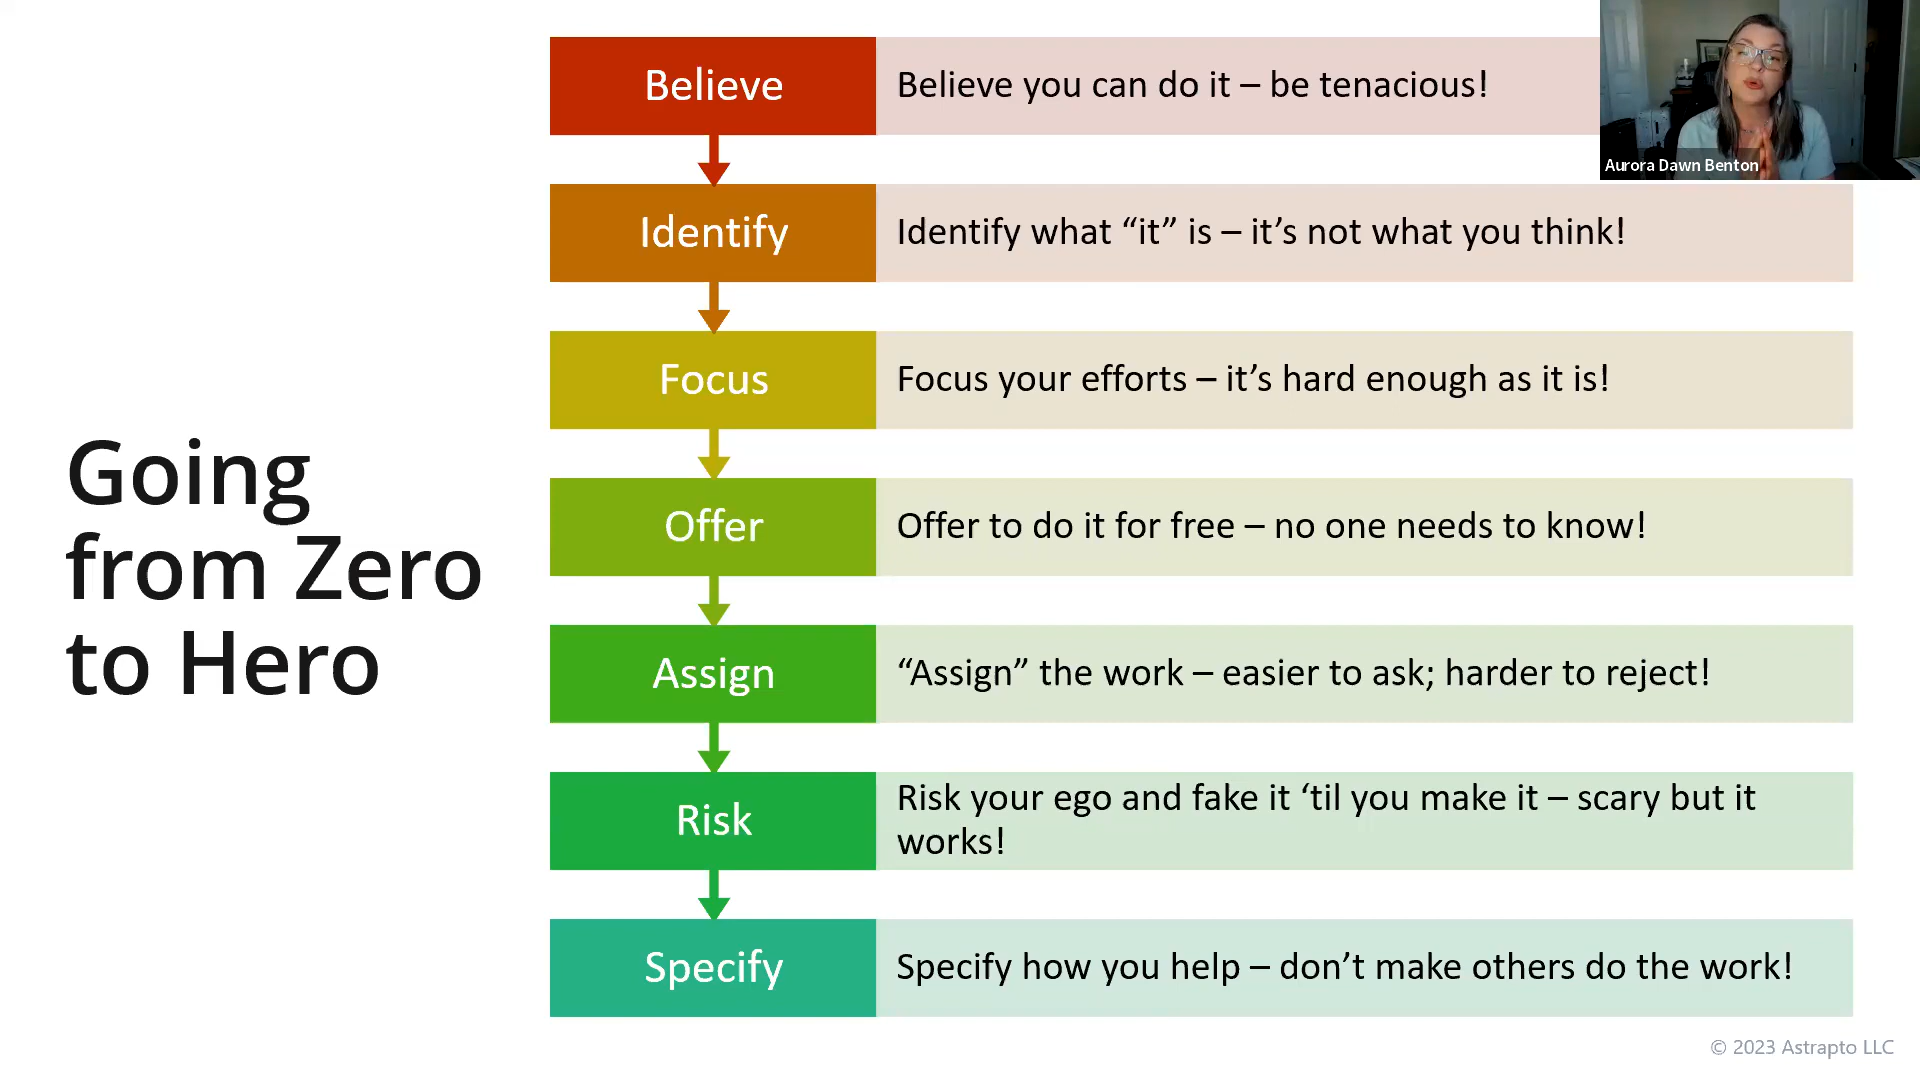 Going
from Zero
to Hero
Believe
Believe you can do it – be tenacious!
Identify
Identify what “it” is – it’s not what you think!
Focus
Focus your efforts – it’s hard enough as it is!
Offer
Offer to do it for free – no one needs to know!
Assign
“Assign” the work – easier to ask; harder to reject!
Risk
Risk your ego and fake it ‘til you make it – scary but it
works!
Specify
Specify how you help – don’t make others do the work!
Aurora Dawn Benton
© 2023 Astrapto LLC